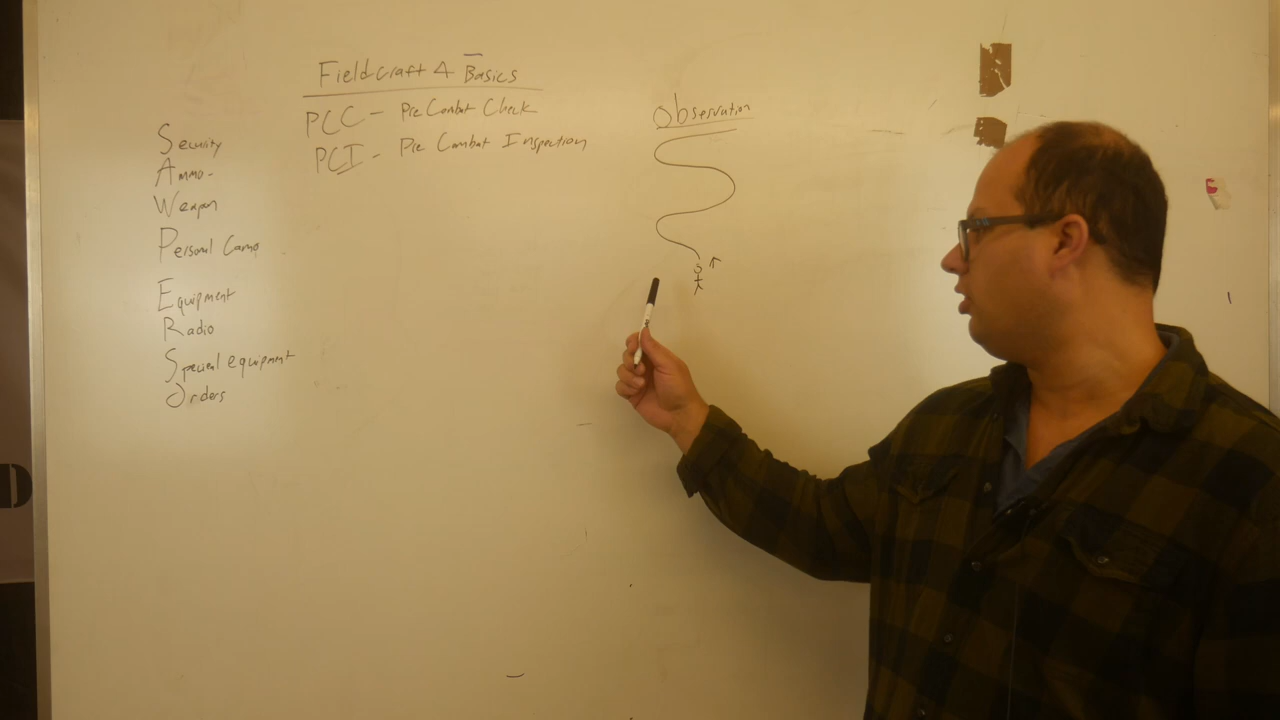 Fieldcraft 4 Basics
PCC - Pre Combat Check
PCI - Pre Combat Inspection
Security
Ammo-
Weapon
Personal Camo
Equipment
Radio
Special equipment
Orders
Observation
D